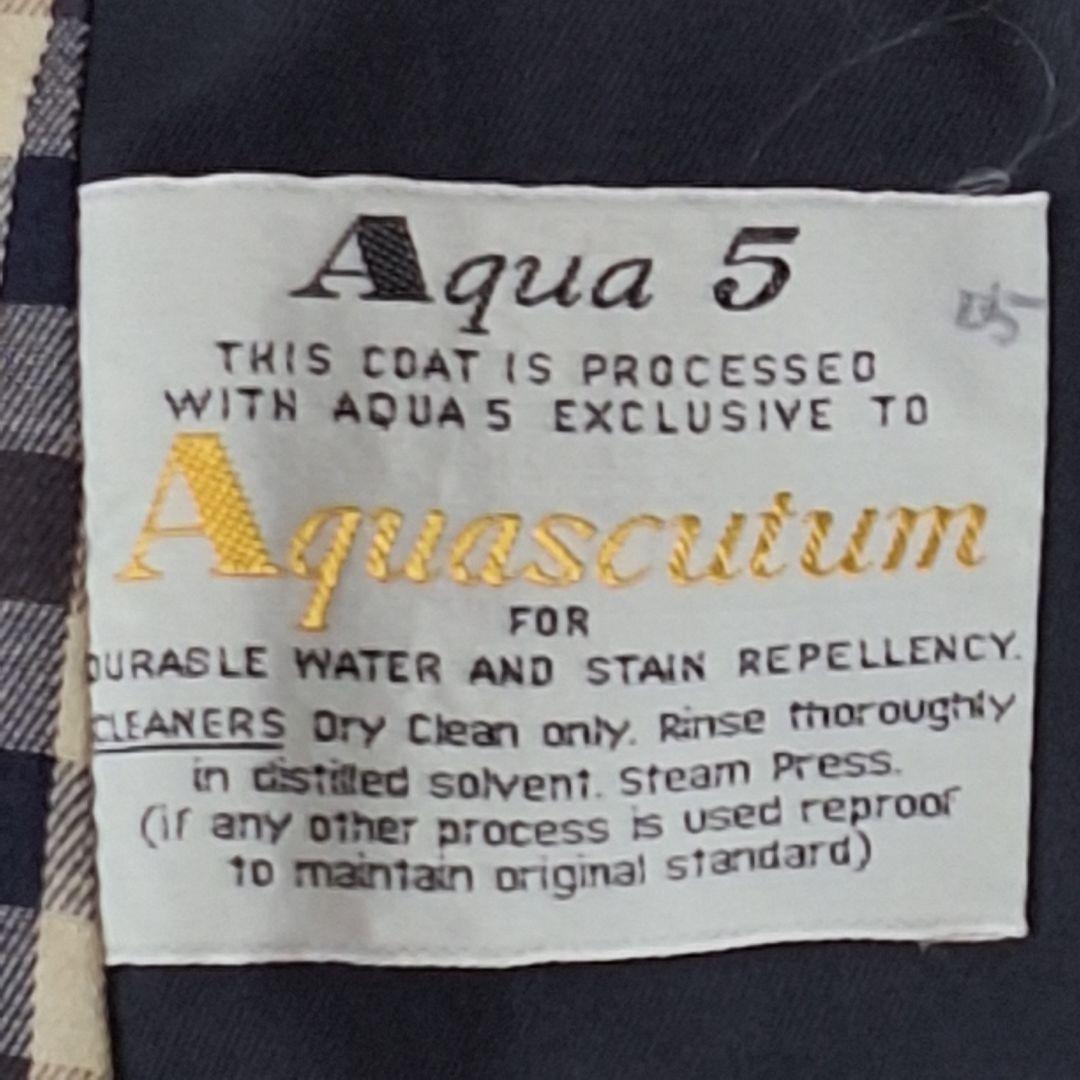 Aqua 5
THIS COAT IS PROCESSED
WITH AQUA 5 EXCLUSIVE TO
Aquascutum
FOR
DURABLE WATER AND STAIN REPELLENCY.
CLEANERS Dry Clean only. Rinse thoroughly
in distilled solvent. Steam Press.
(if any other process is used reproof
to maintain original standard)